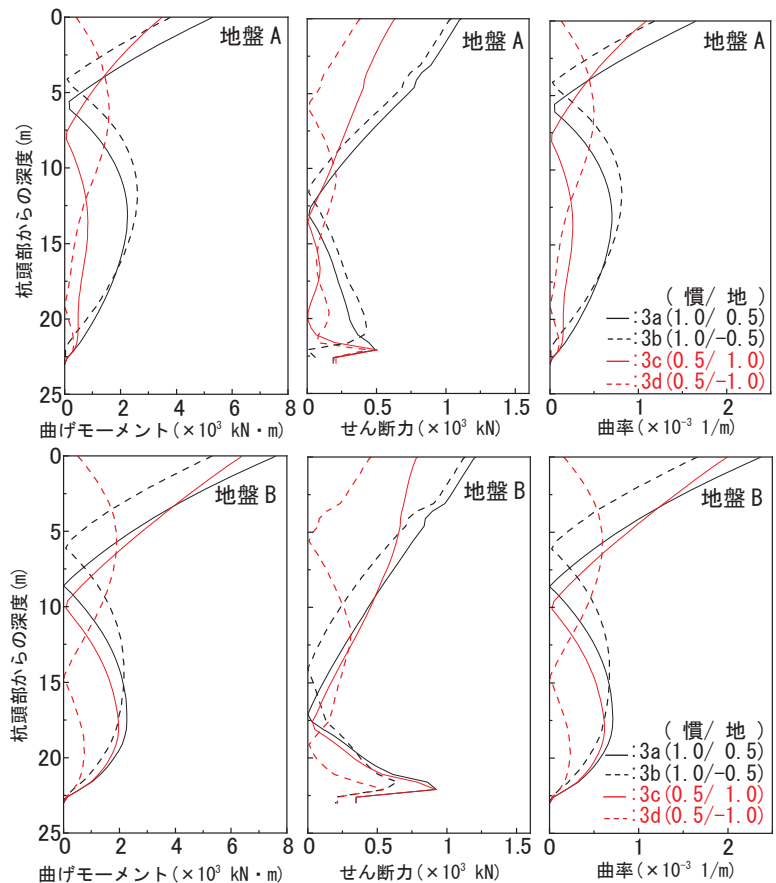 地盤 A
地盤 A
地盤 A
0
5
10
15
20
25
杭頭部からの深度(m)
0 2 4 6 8
曲げモーメント(×10³ kN・m)
0 0.5 1 1.5
せん断力(×10³ kN)
0 1 2
曲率(×10⁻³ 1/m)
( 慣/ 地 )
:3a(1.0/ 0.5)
:3b(1.0/-0.5)
:3c(0.5/ 1.0)
:3d(0.5/-1.0)
地盤 B
地盤 B
地盤 B
0
5
10
15
20
25
杭頭部からの深度(m)
0 2 4 6 8
曲げモーメント(×10³ kN・m)
0 0.5 1 1.5
せん断力(×10³ kN)
0 1 2
曲率(×10⁻³ 1/m)
( 慣/ 地 )
:3a(1.0/ 0.5)
:3b(1.0/-0.5)
:3c(0.5/ 1.0)
:3d(0.5/-1.0)